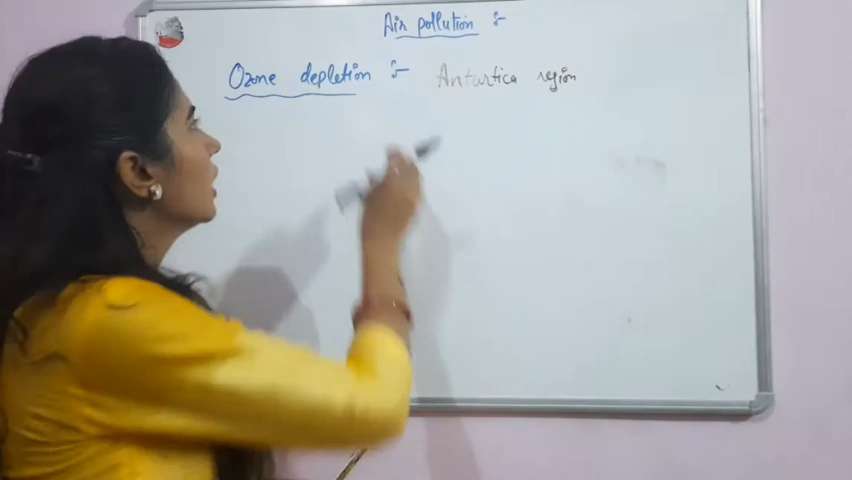 Air pollution :-
Ozone depletion :- Antartica region